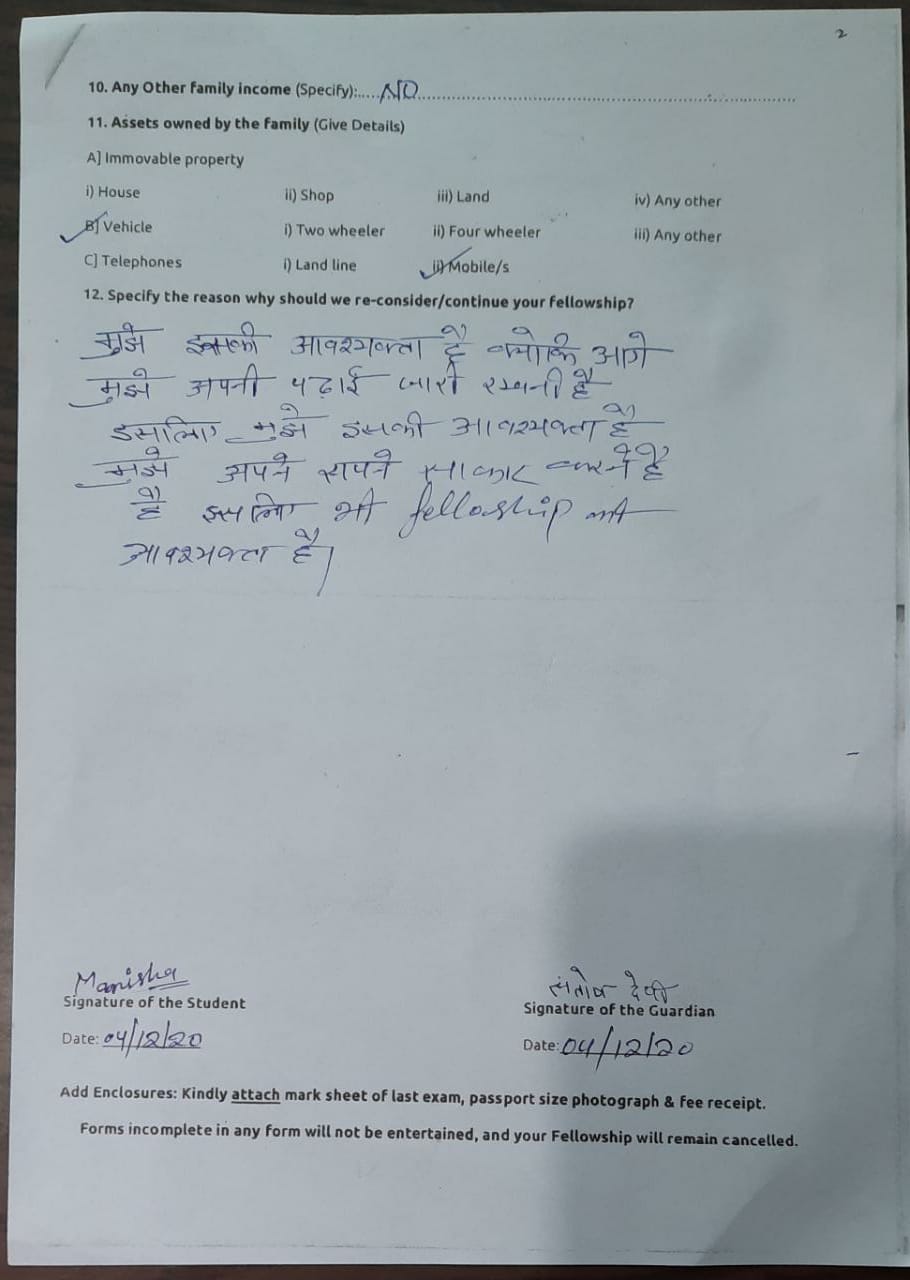 2
10. Any Other family income (Specify):.....NO..........
11. Assets owned by the family (Give Details)
A] Immovable property
i) House ii) Shop iii) Land iv) Any other
B] Vehicle i) Two wheeler ii) Four wheeler iii) Any other
C] Telephones i) Land line ii) Mobile/s
12. Specify the reason why should we re-consider/continue your fellowship?
मुझे इसकी आवश्यक्ता है क्योकि आगे
मुझे अपनी पढ़ाई जारी रखनी है
इसलिए मुझे इसकी आवश्यक्ता है
मुझे अपने सपने साकार करने है
है इसलिए भी fellowship की
आवश्यक्ता है।
Manisha संतोष देवी
Signature of the Student Signature of the Guardian
Date: 04/12/20 Date: 04/12/20
Add Enclosures: Kindly attach mark sheet of last exam, passport size photograph & fee receipt.
Forms incomplete in any form will not be entertained, and your Fellowship will remain cancelled.